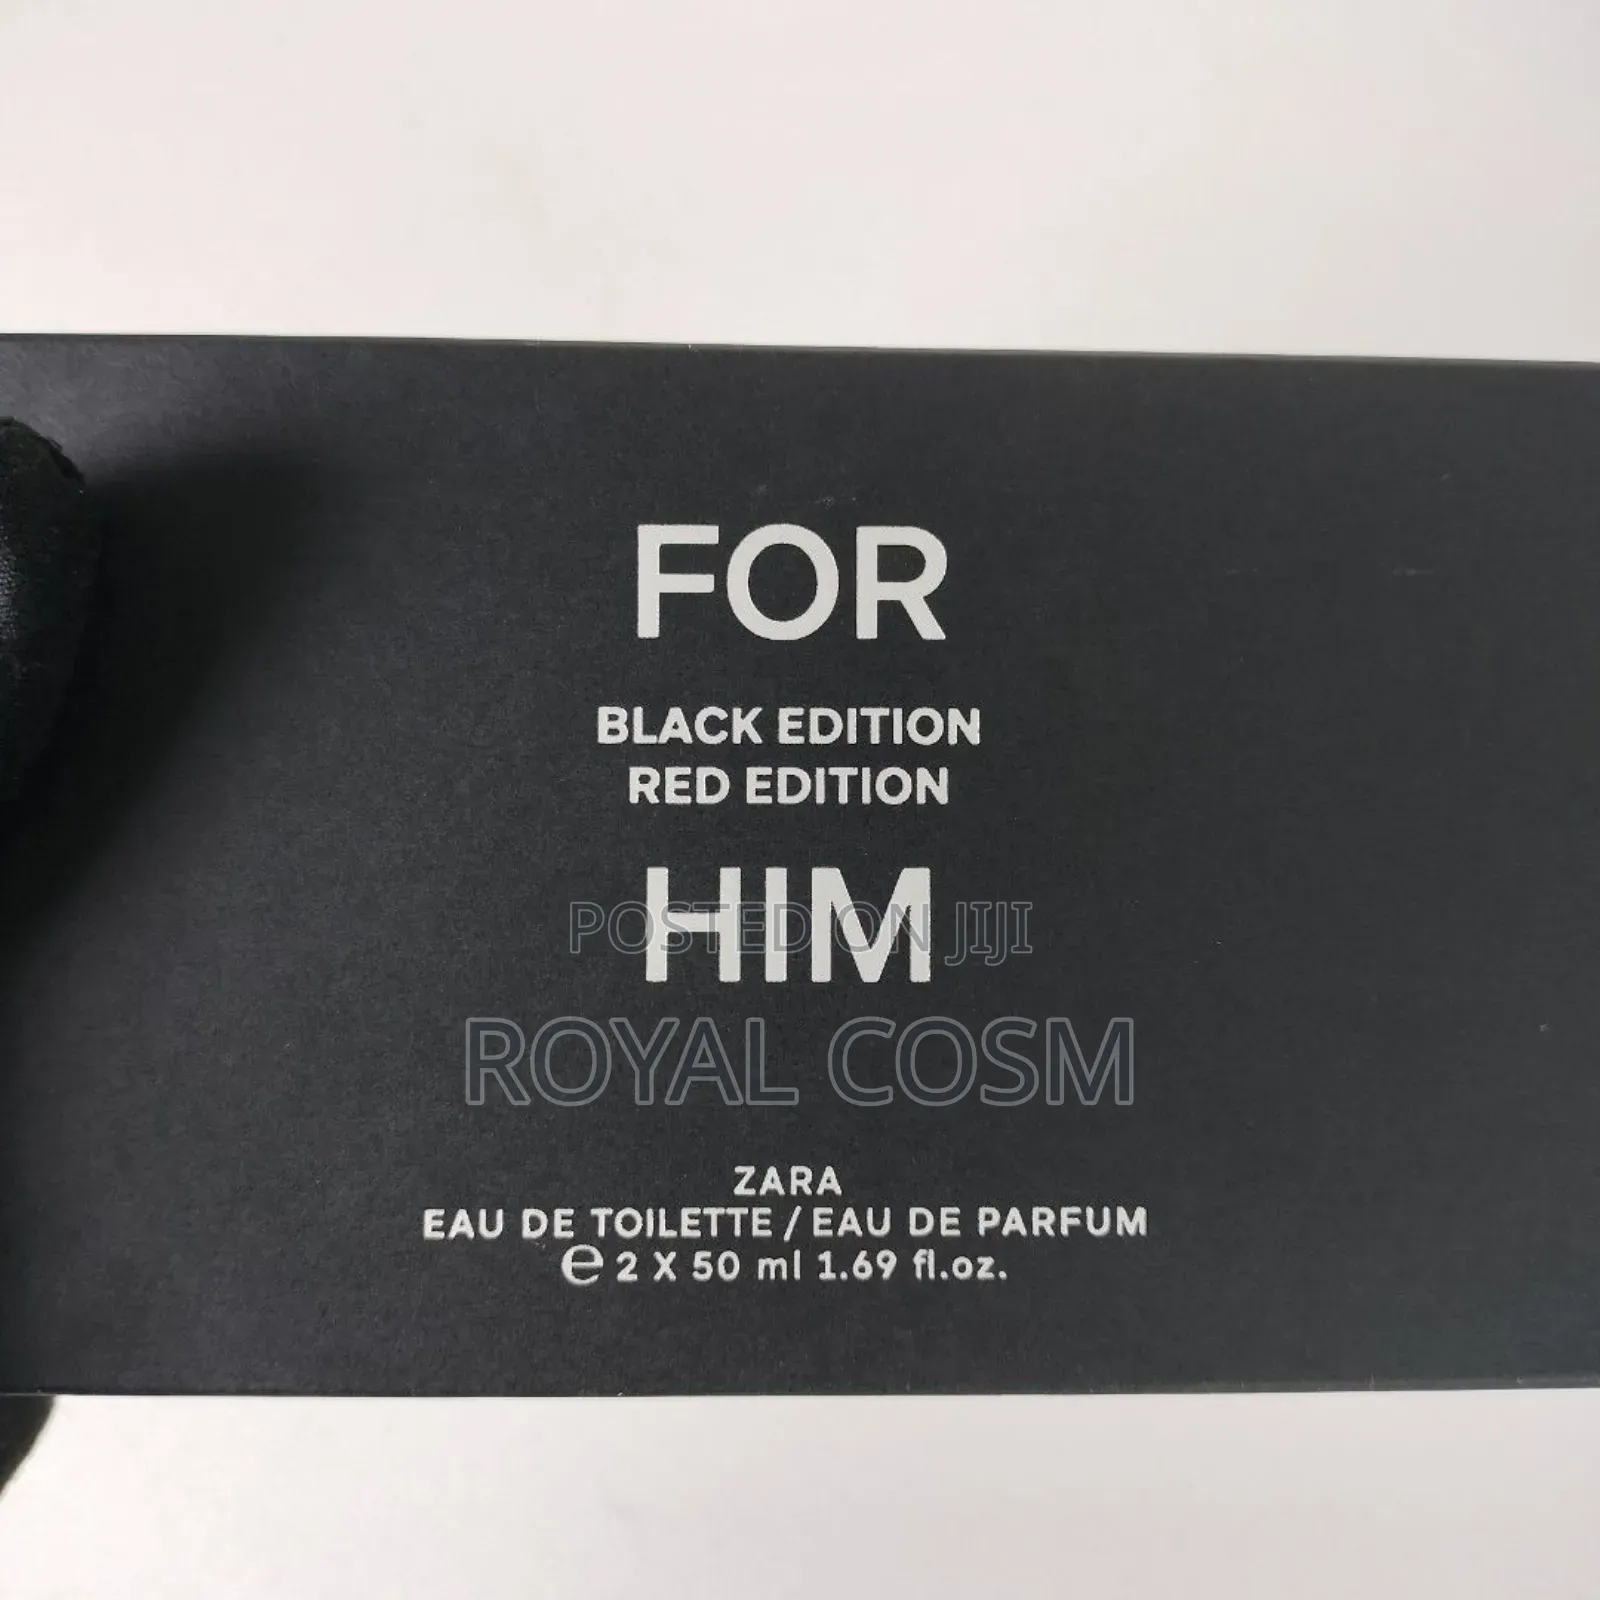 FOR
BLACK EDITION
RED EDITION
HIM
POSTED ON JIJI
ROYAL COSM
ZARA
EAU DE TOILETTE / EAU DE PARFUM
℮ 2 X 50 ml 1.69 fl.oz.